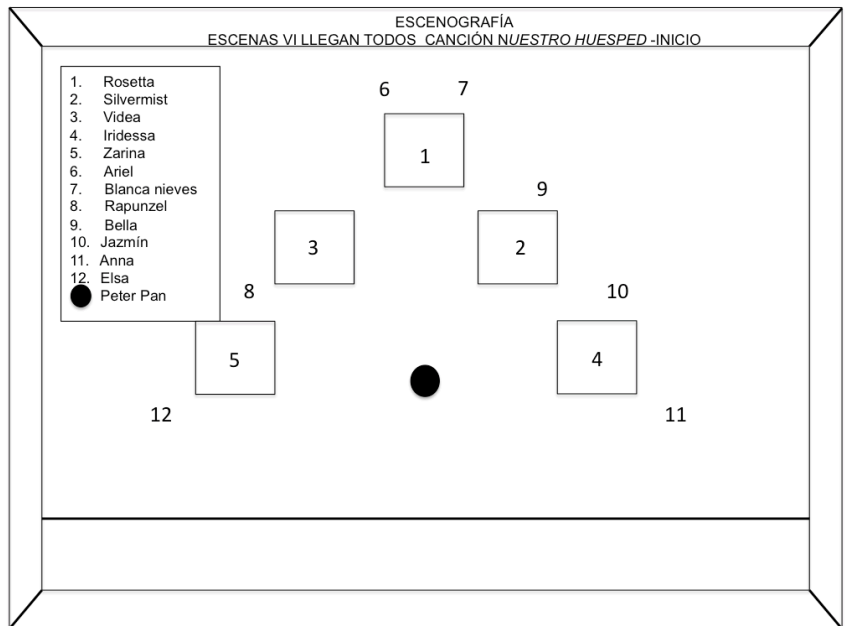 ESCENOGRAFÍA
ESCENAS VI LLEGAN TODOS CANCIÓN NUESTRO HUESPED -INICIO
1. Rosetta
2. Silvermist
3. Videa
4. Iridessa
5. Zarina
6. Ariel
7. Blanca nieves
8. Rapunzel
9. Bella
10. Jazmín
11. Anna
12. Elsa
Peter Pan
6 7
1
9
3 2
8 10
5 4
12 11